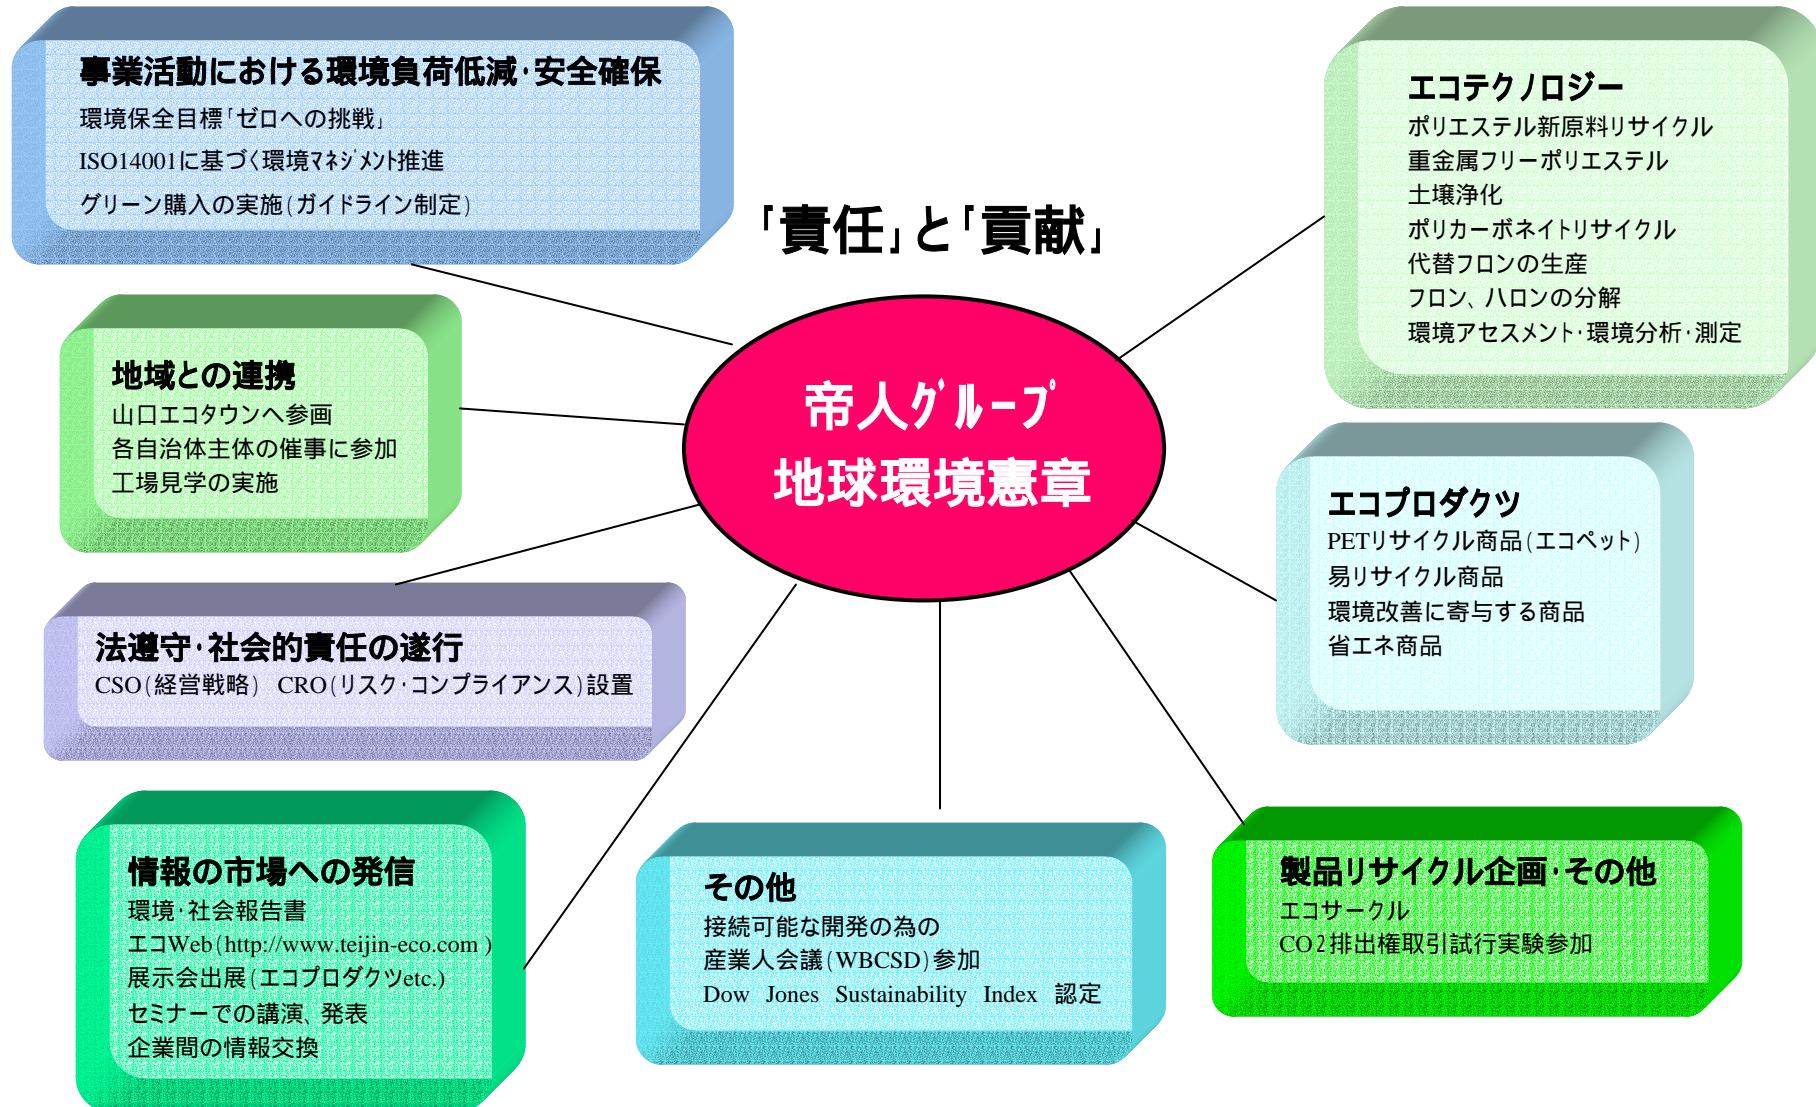 事業活動における環境負荷低減・安全確保
環境保全目標「ゼロへの挑戦」
ISO14001に基づく環境ﾏﾈｼﾞﾒﾝﾄ推進
グリーン購入の実施(ガイドライン制定)
「責任」と「貢献」
エコテクノロジー
ポリエステル新原料リサイクル
重金属フリーポリエステル
土壌浄化
ポリカーボネイトリサイクル
代替フロンの生産
フロン、ハロンの分解
環境アセスメント・環境分析・測定
地域との連携
山口エコタウンへ参画
各自治体主体の催事に参加
工場見学の実施
帝人ｸﾞﾙｰﾌﾟ
地球環境憲章
エコプロダクツ
PETリサイクル商品(エコペット)
易リサイクル商品
環境改善に寄与する商品
省エネ商品
法遵守・社会的責任の遂行
CSO(経営戦略) CRO(リスク・コンプライアンス)設置
情報の市場への発信
環境・社会報告書
エコWeb(http://www.teijin-eco.com )
展示会出展(エコプロダクツetc.)
セミナーでの講演、発表
企業間の情報交換
その他
接続可能な開発の為の
産業人会議(WBCSD)参加
Dow Jones Sustainability Index 認定
製品リサイクル企画・その他
エコサークル
CO2排出権取引試行実験参加